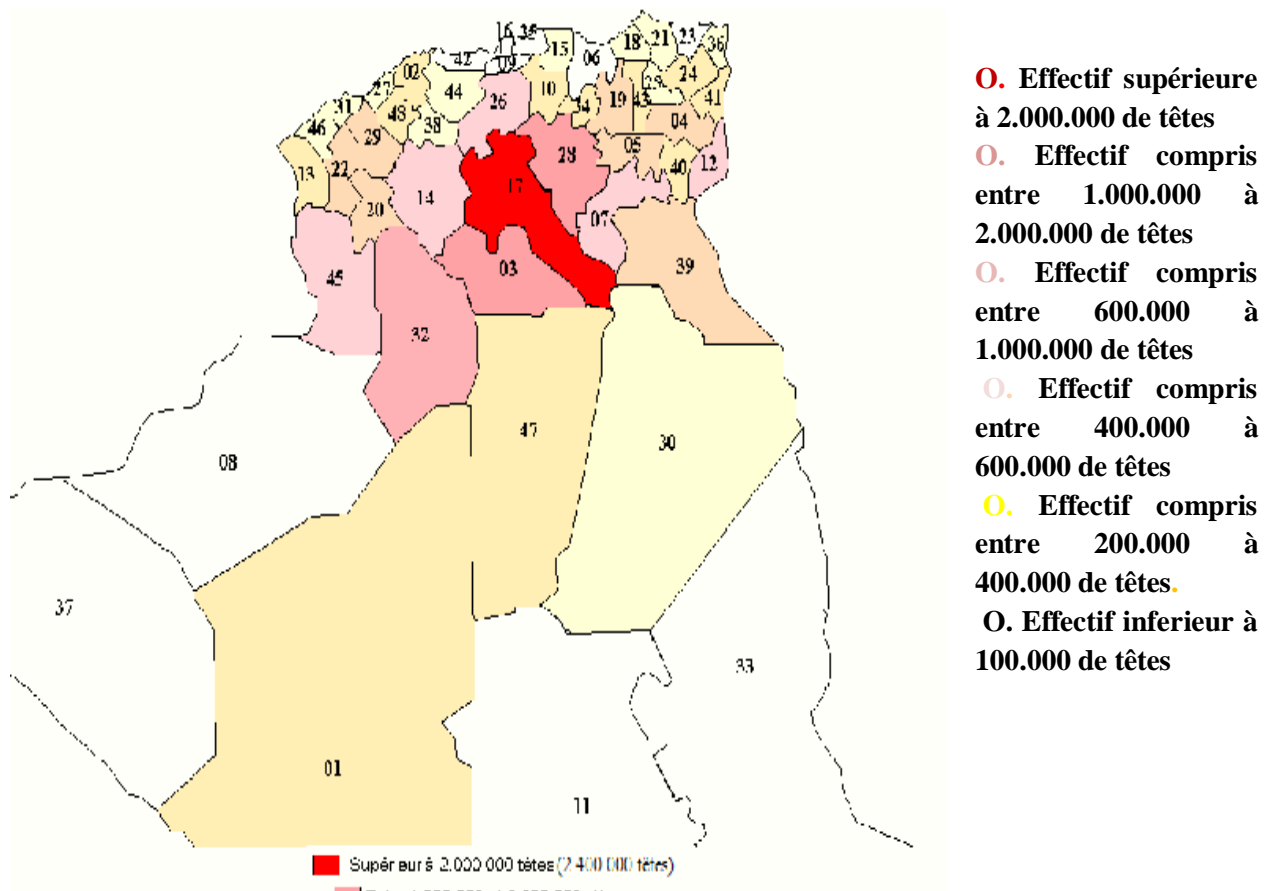 16 35
15
18 21 23
36
42 09 06
02
27
44
26
10
34
19
43
25
24
41
31
46
48
38
29
04
05
13
22
14
17
28
40
12
20
07
45
03
39
32
08
47
30
37
33
01
11
Supérieur à 2.000 000 têtes (2 400 000 têtes)
O. Effectif supérieure
à 2.000.000 de têtes
O. Effectif compris
entre 1.000.000 à
2.000.000 de têtes
O. Effectif compris
entre 600.000 à
1.000.000 de têtes
O. Effectif compris
entre 400.000 à
600.000 de têtes
O. Effectif compris
entre 200.000 à
400.000 de têtes.
O. Effectif inferieur à
100.000 de têtes